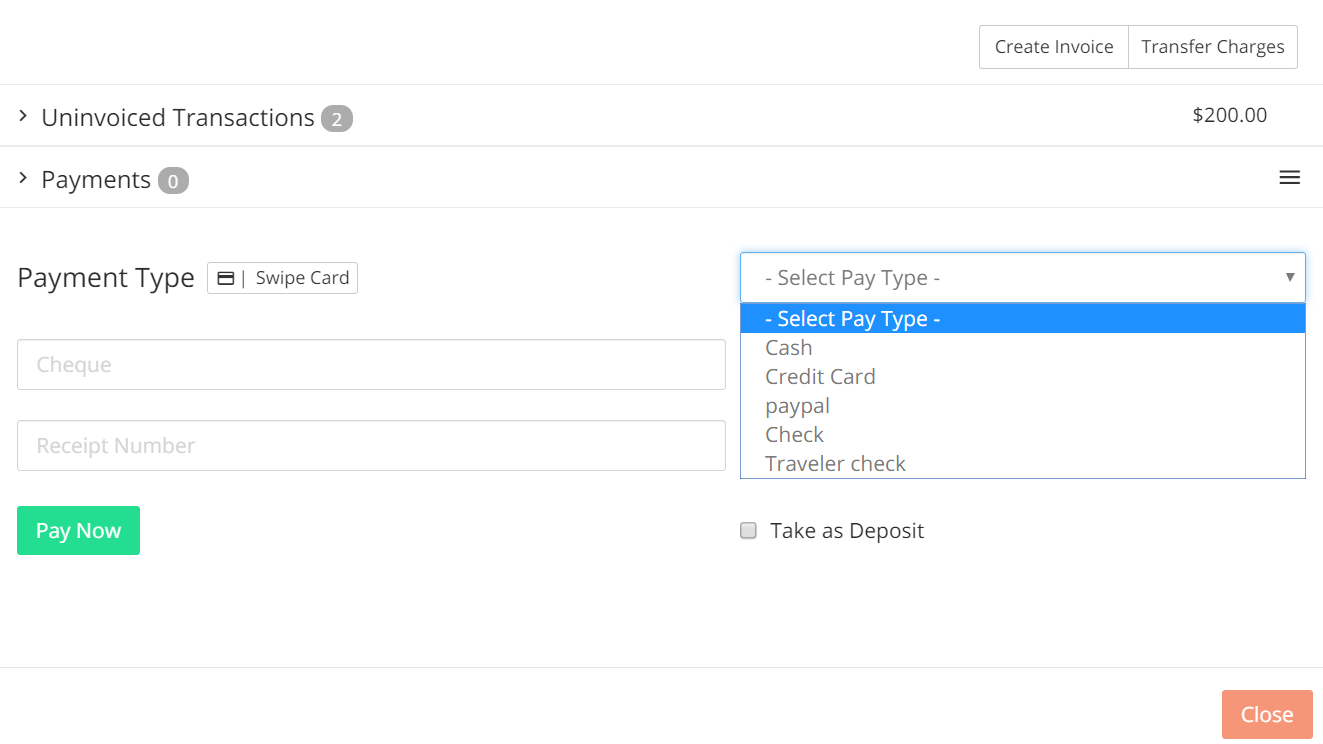 Create Invoice Transfer Charges
Uninvoiced Transactions 2 $200.00
Payments 0
Payment Type | Swipe Card - Select Pay Type -
- Select Pay Type -
Cash
Cheque
Credit Card
paypal
Check
Receipt Number
Traveler check
Pay Now Take as Deposit
Close